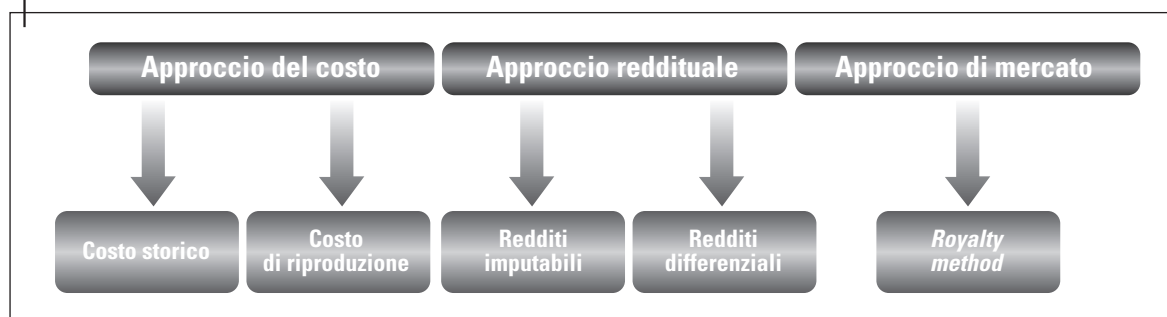 Approccio del costo
Approccio reddituale
Approccio di mercato
Costo storico
Costo
di riproduzione
Redditi
imputabili
Redditi
differenziali
Royalty
method